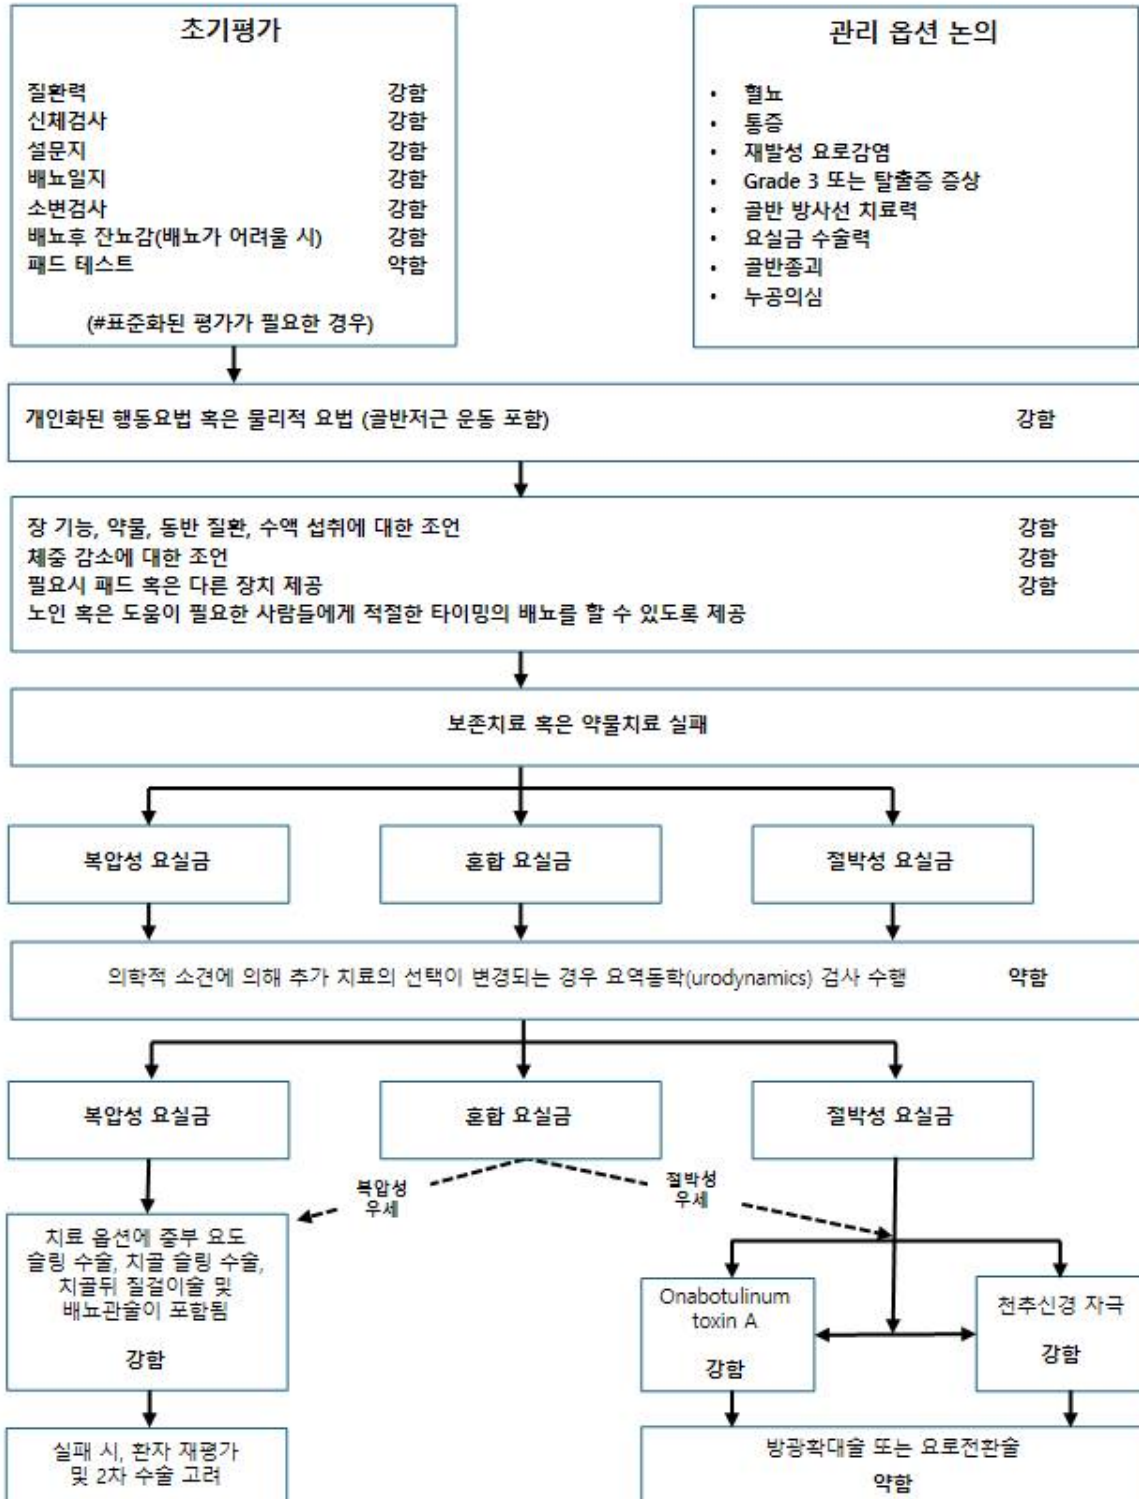 초기평가
질환력 강함
신체검사 강함
설문지 강함
배뇨일지 강함
소변검사 강함
배뇨후 잔뇨감(배뇨가 어려울 시) 강함
패드 테스트 약함
(#표준화된 평가가 필요한 경우)
관리 옵션 논의
• 혈뇨
• 통증
• 재발성 요로감염
• Grade 3 또는 탈출증 증상
• 골반 방사선 치료력
• 요실금 수술력
• 골반종괴
• 누공의심
개인화된 행동요법 혹은 물리적 요법 (골반저근 운동 포함) 강함
장 기능, 약물, 동반 질환, 수액 섭취에 대한 조언 강함
체중 감소에 대한 조언 강함
필요시 패드 혹은 다른 장치 제공 강함
노인 혹은 도움이 필요한 사람들에게 적절한 타이밍의 배뇨를 할 수 있도록 제공
보존치료 혹은 약물치료 실패
복압성 요실금
혼합 요실금
절박성 요실금
의학적 소견에 의해 추가 치료의 선택이 변경되는 경우 요역동학(urodynamics) 검사 수행 약함
복압성 요실금
혼합 요실금
절박성 요실금
복압성
우세
절박성
우세
치료 옵션에 중부 요도
슬링 수술, 치골 슬링 수술,
치골뒤 질걸이술 및
배뇨관술이 포함됨
강함
Onabotulinum
toxin A
강함
천추신경 자극
강함
실패 시, 환자 재평가
및 2차 수술 고려
방광확대술 또는 요로전환술
약함